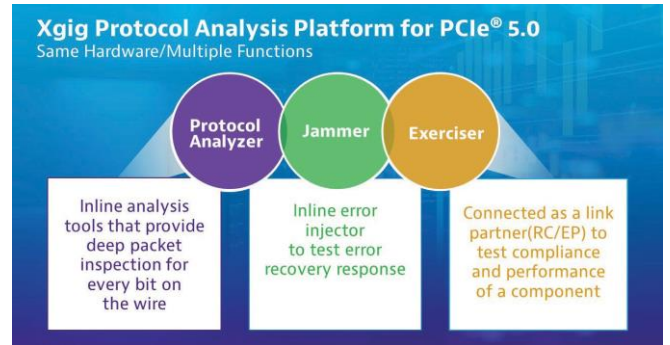 Xgig Protocol Analysis Platform for PCIe® 5.0
Same Hardware/Multiple Functions
Protocol
Analyzer
Jammer
Exerciser
Inline analysis
tools that provide
deep packet
inspection for
every bit on
the wire
Inline error
injector
to test error
recovery response
Connected as a link
partner(RC/EP) to
test compliance
and performance
of a component